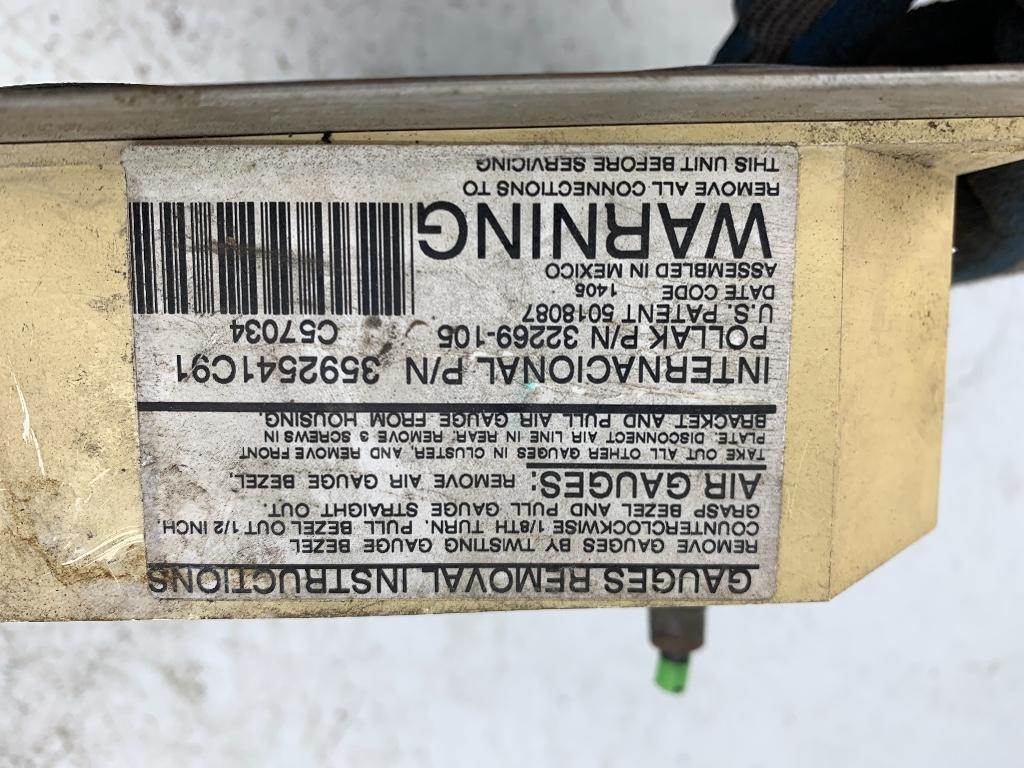 GAUGES REMOVAL INSTRUCTIONS
REMOVE GAUGES BY TWISTING GAUGE BEZEL
COUNTERCLOCKWISE 1/8TH TURN. PULL BEZEL OUT 1/2 INCH.
GRASP BEZEL AND PULL GAUGE STRAIGHT OUT.
AIR GAUGES: REMOVE AIR GAUGE BEZEL.
TAKE OUT ALL OTHER GAUGES IN CLUSTER, AND REMOVE FRONT
PLATE. DISCONNECT AIR LINE IN REAR. REMOVE 3 SCREWS IN
BRACKET AND PULL AIR GAUGE FROM HOUSING.
INTERNACIONAL P/N 3592541C91
POLLAK P/N 32269-105 C57034
U.S. PATENT 5018087
DATE CODE 1405
ASSEMBLED IN MEXICO
WARNING
REMOVE ALL CONNECTIONS TO
THIS UNIT BEFORE SERVICING